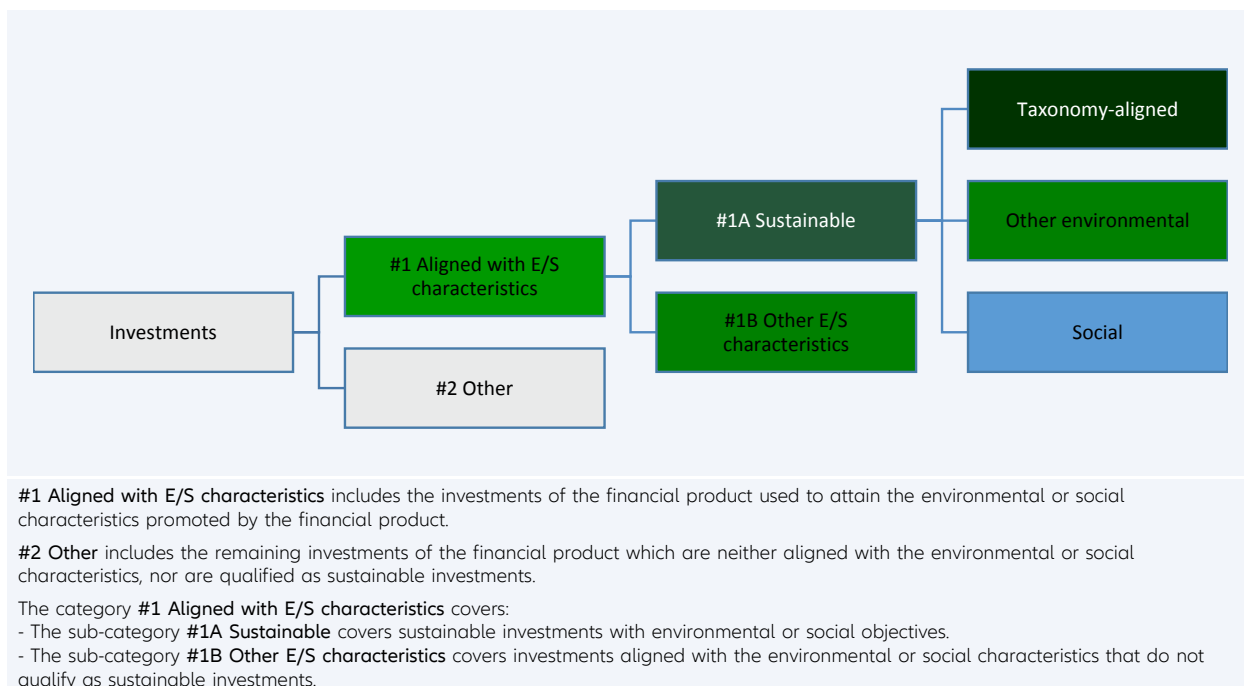 Taxonomy-aligned
#1A Sustainable
Other environmental
#1 Aligned with E/S
characteristics
Investments
#1B Other E/S
characteristics
Social
#2 Other
#1 Aligned with E/S characteristics includes the investments of the financial product used to attain the environmental or social
characteristics promoted by the financial product.
#2 Other includes the remaining investments of the financial product which are neither aligned with the environmental or social
characteristics, nor are qualified as sustainable investments.
The category #1 Aligned with E/S characteristics covers:
- The sub-category #1A Sustainable covers sustainable investments with environmental or social objectives.
- The sub-category #1B Other E/S characteristics covers investments aligned with the environmental or social characteristics that do not
qualify as sustainable investments.